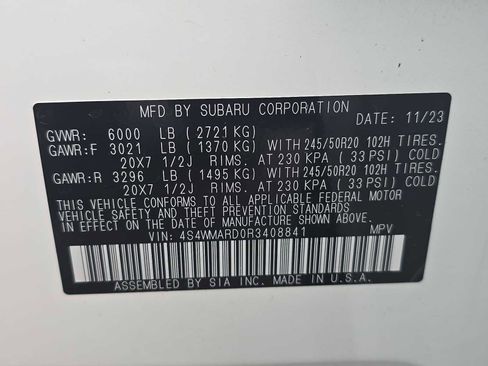 MFD BY SUBARU CORPORATION
DATE: 11/23
GVWR: 6000 LB (2721 KG)
GAWR:F 3021 LB (1370 KG) WITH 245/50R20 102H TIRES.
20X7 1/2J RIMS. AT 230 KPA (33 PSI) COLD
GAWR:R 3296 LB (1495 KG) WITH 245/50R20 102H TIRES.
20X7 1/2J RIMS. AT 230 KPA (33 PSI) COLD
THIS VEHICLE CONFORMS TO ALL APPLICABLE FEDERAL MOTOR
VEHICLE SAFETY AND THEFT PREVENTION STANDARDS IN EFFECT
ON THE DATE OF MANUFACTURE SHOWN ABOVE.
VIN: 4S4WMARD0R3408841 MPV
ASSEMBLED BY SIA INC. MADE IN U.S.A.